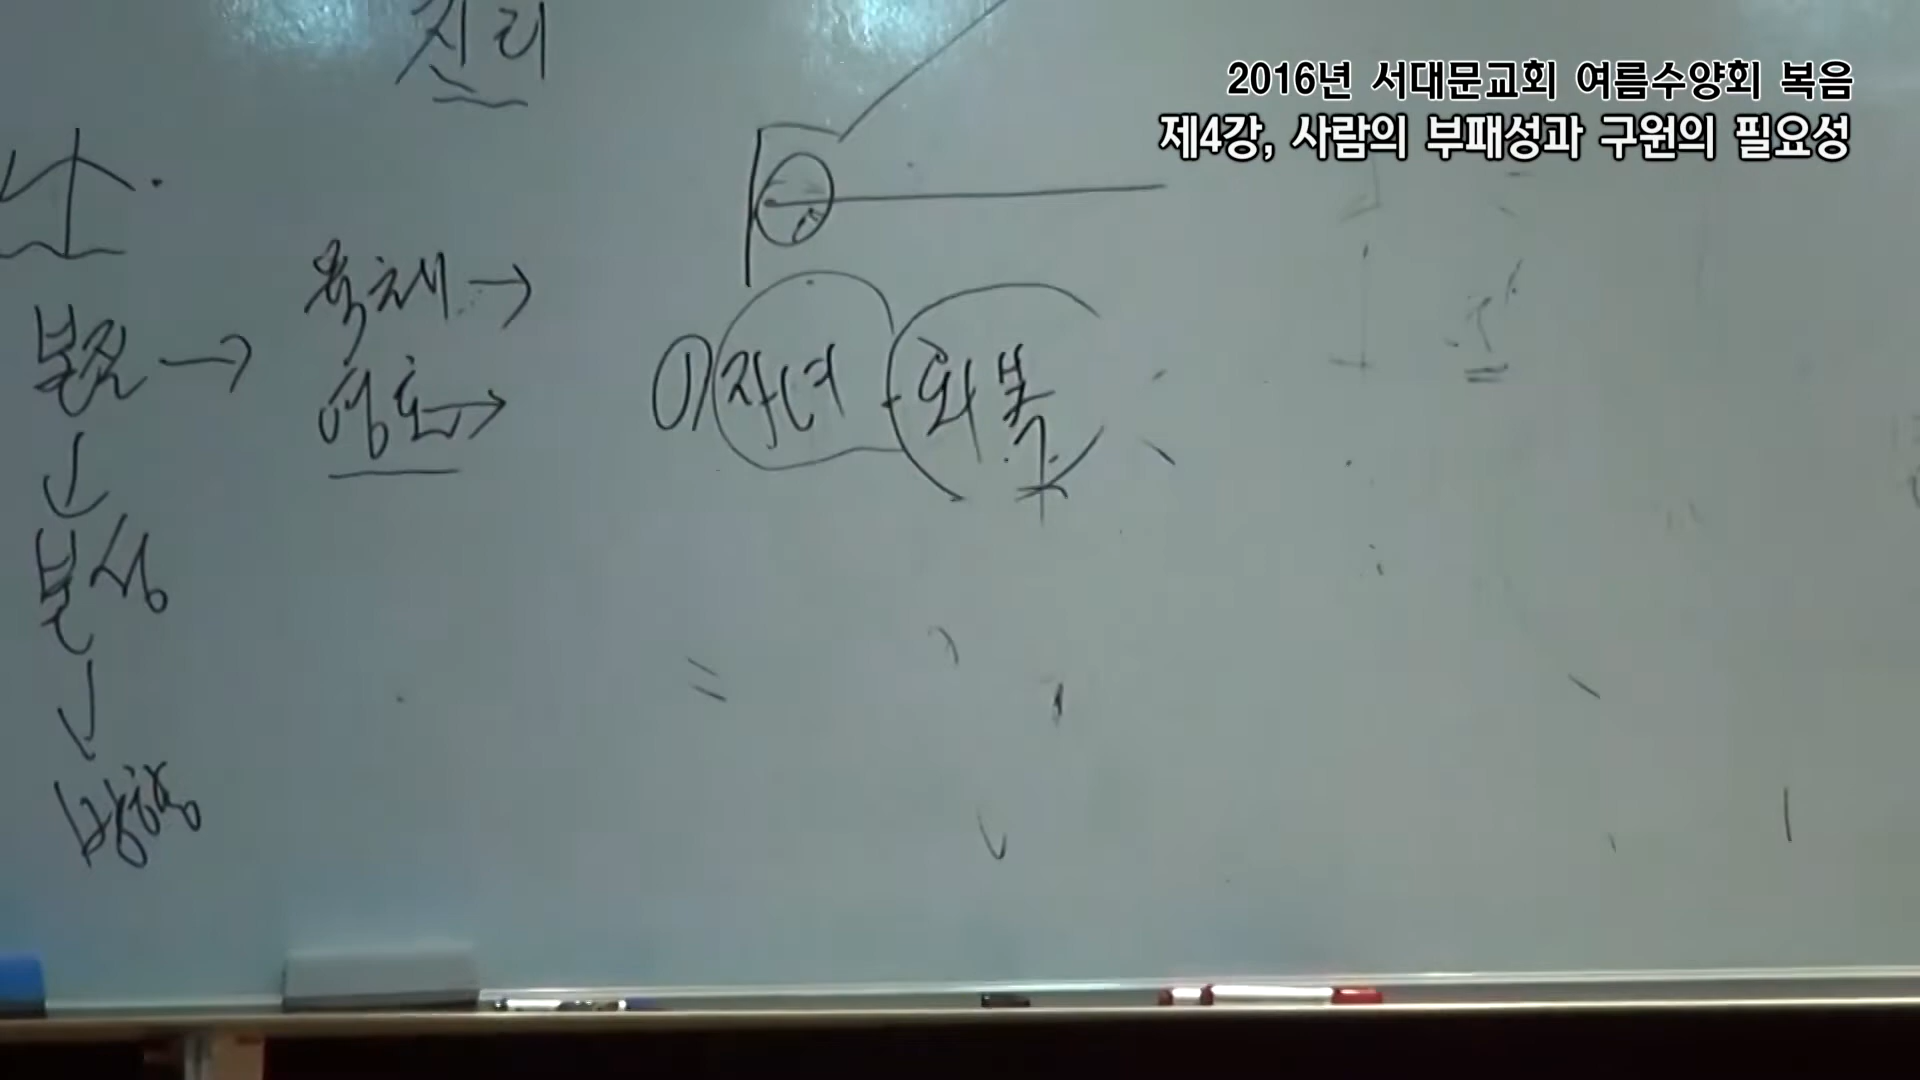 2016년 서대문교회 여름수양회 복음
제4강, 사람의 부패성과 구원의 필요성
진리
육체 →
본질 →
영혼 →
① 자녀 회복
↓
본성
↓